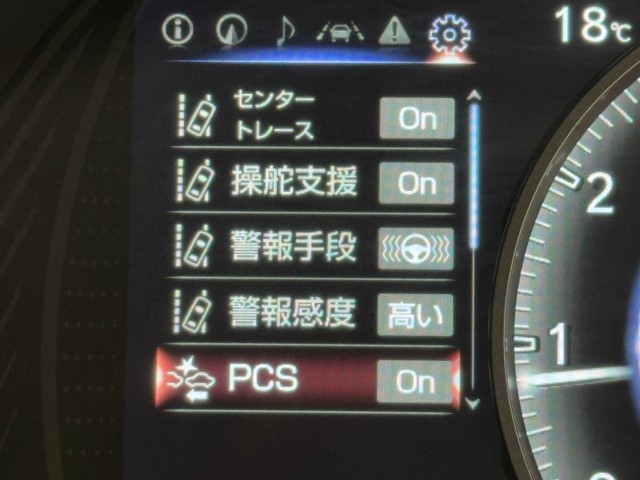 18℃
センター
トレース
On
操舵支援 On
警報手段
警報感度 高い
PCS On
2
1